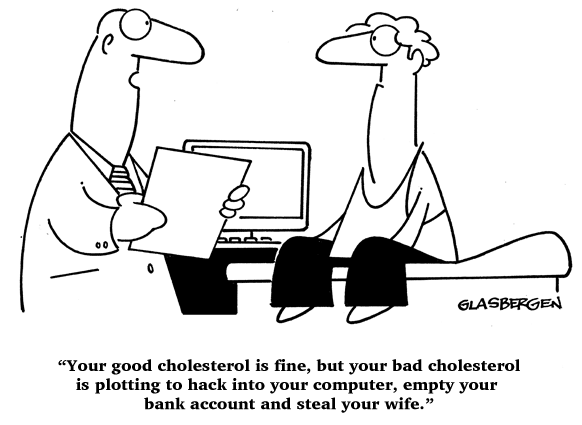 GLASBERGEN
“Your good cholesterol is fine, but your bad cholesterol
is plotting to hack into your computer, empty your
bank account and steal your wife.”